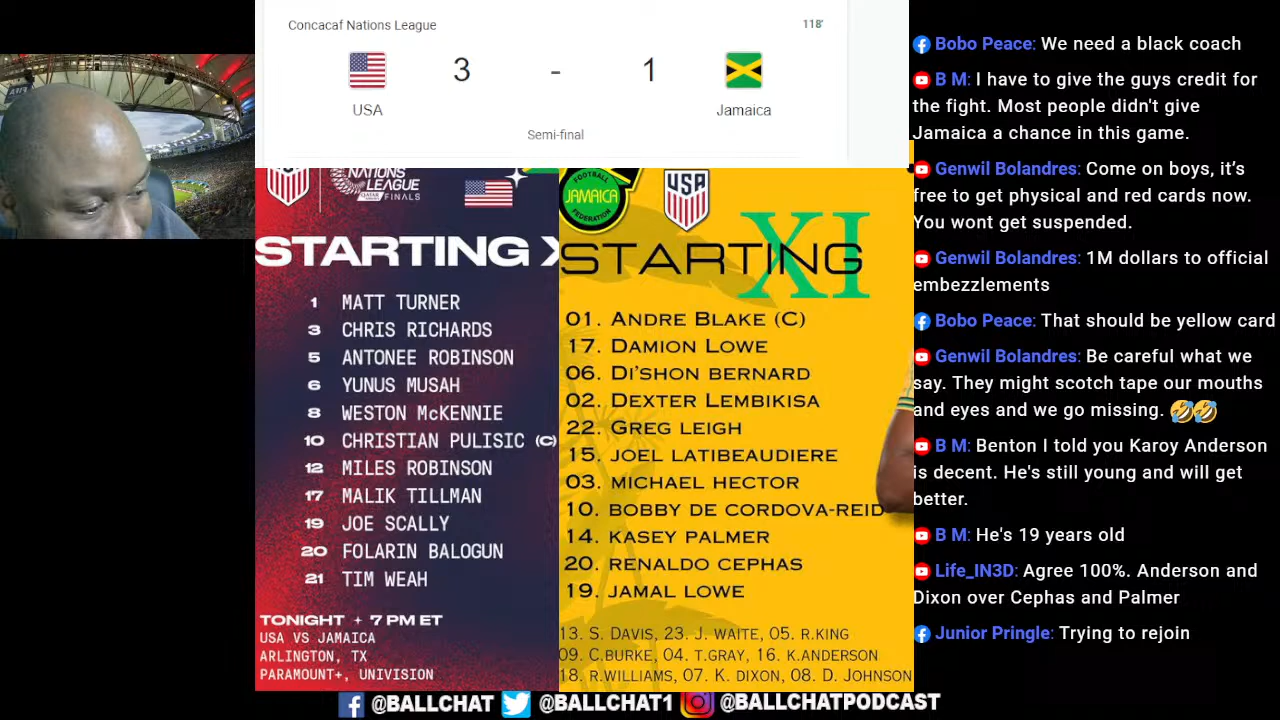 Concacaf Nations League
118'
3 - 1
USA
Jamaica
Semi-final
USA
NATIONS
LEAGUE
FINALS
STARTING X
1 MATT TURNER
3 CHRIS RICHARDS
5 ANTONEE ROBINSON
6 YUNUS MUSAH
8 WESTON McKENNIE
10 CHRISTIAN PULISIC (C)
12 MILES ROBINSON
17 MALIK TILLMAN
19 JOE SCALLY
20 FOLARIN BALOGUN
21 TIM WEAH
TONIGHT + 7 PM ET
USA VS JAMAICA
ARLINGTON, TX
PARAMOUNT+, UNIVISION
FOOTBALL
JAMAICA
FEDERATION
USA
STARTING
XI
01. ANDRE BLAKE (C)
17. DAMION LOWE
06. DI'SHON BERNARD
02. DEXTER LEMBIKISA
22. GREG LEIGH
15. JOEL LATIBEAUDIERE
03. MICHAEL HECTOR
10. BOBBY DE CORDOVA-REID
14. KASEY PALMER
20. RENALDO CEPHAS
19. JAMAL LOWE
13. S. DAVIS, 23. J. WAITE, 05. R.KING
09. C.BURKE, 04. T.GRAY, 16. K.ANDERSON
18. R.WILLIAMS, 07. K. DIXON, 08. D. JOHNSON
Bobo Peace: We need a black coach
B M: I have to give the guys credit for
the fight. Most people didn't give
Jamaica a chance in this game.
Genwil Bolandres: Come on boys, it’s
free to get physical and red cards now.
You wont get suspended.
Genwil Bolandres: 1M dollars to official
embezzlements
Bobo Peace: That should be yellow card
Genwil Bolandres: Be careful what we
say. They might scotch tape our mouths
and eyes and we go missing. 🤣🤣
B M: Benton I told you Karoy Anderson
is decent. He's still young and will get
better.
B M: He's 19 years old
Life_IN3D: Agree 100%. Anderson and
Dixon over Cephas and Palmer
Junior Pringle: Trying to rejoin
@BALLCHAT @BALLCHAT1 @BALLCHATPODCAST